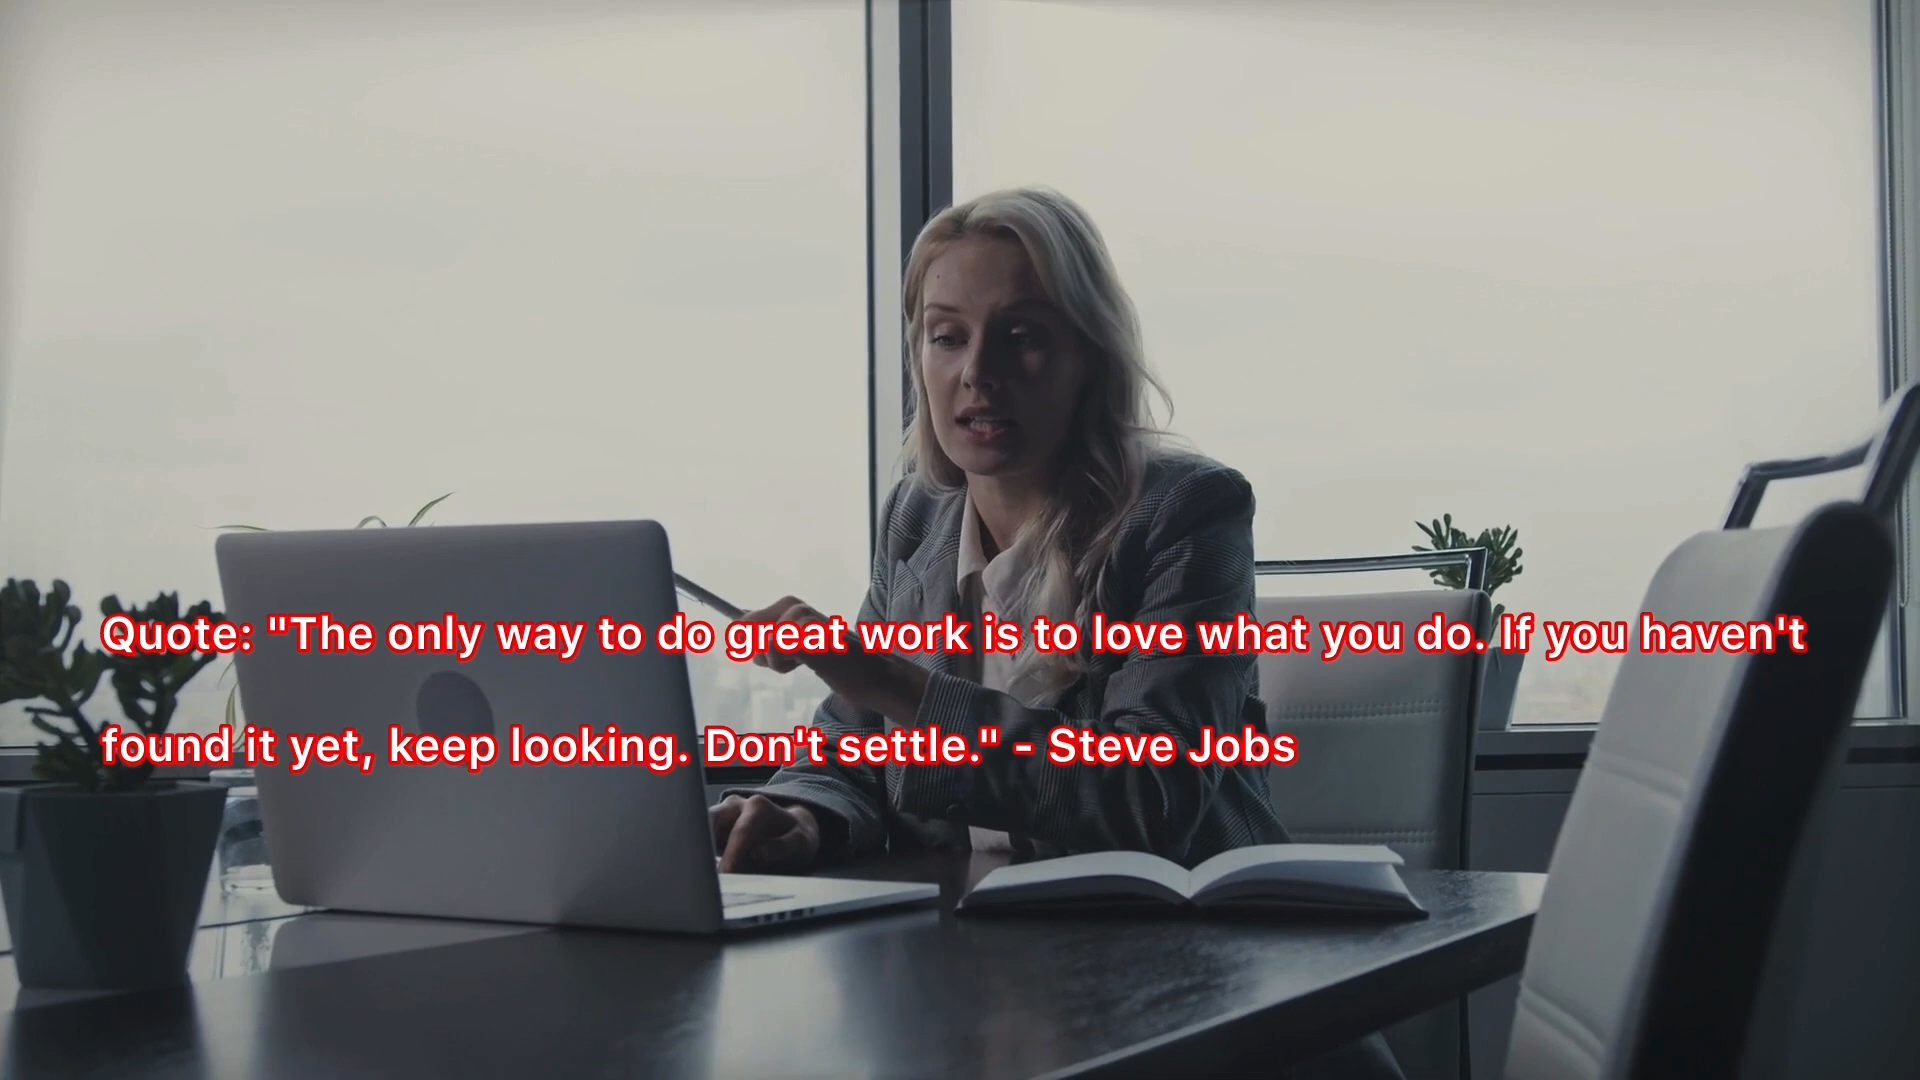 Quote: "The only way to do great work is to love what you do. If you haven't
found it yet, keep looking. Don't settle." - Steve Jobs